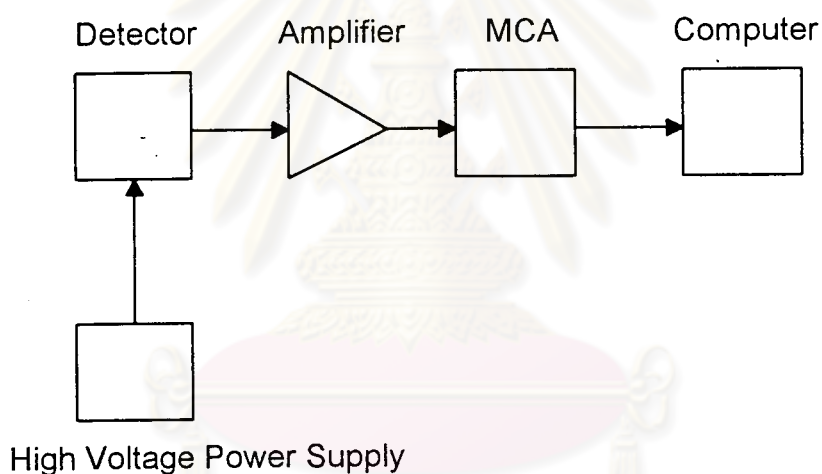 Detector
Amplifier
MCA
Computer
High Voltage Power Supply